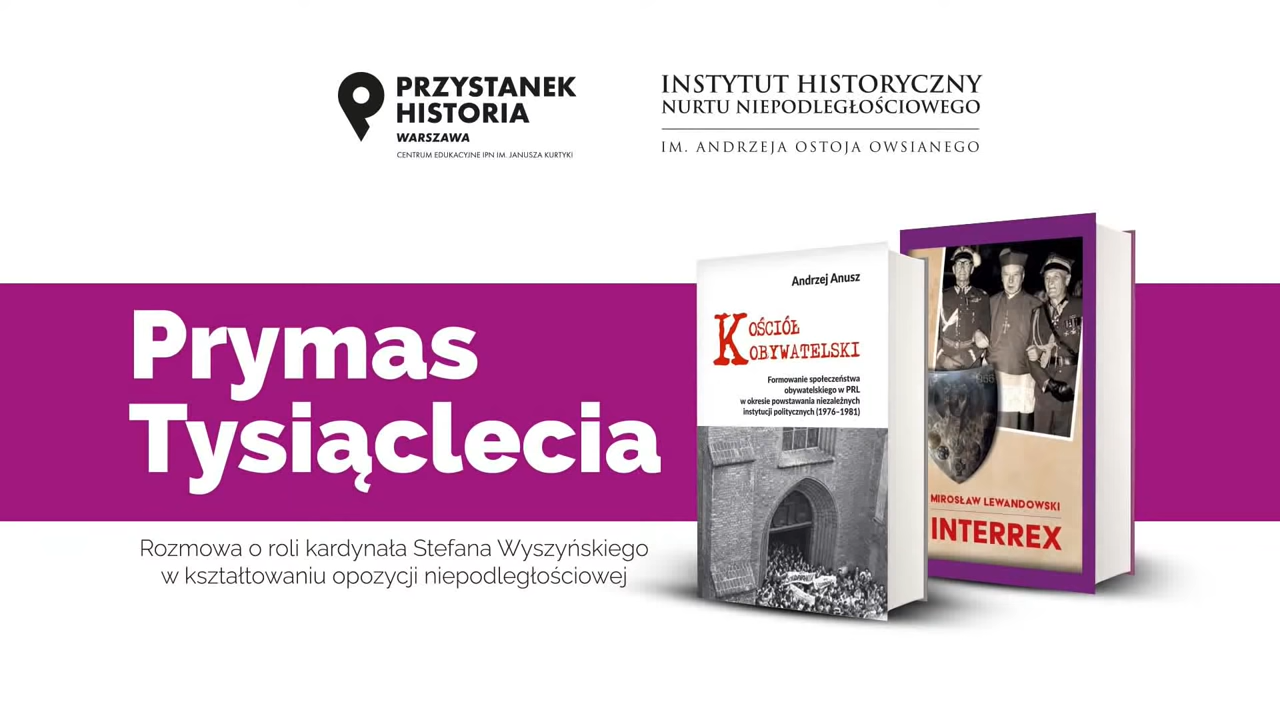 PRZYSTANEK
HISTORIA
WARSZAWA
CENTRUM EDUKACYJNE IPN IM. JANUSZA KURTYKI
INSTYTUT HISTORYCZNY
NURTU NIEPODLEGŁOŚCIOWEGO
IM. ANDRZEJA OSTOJA OWSIANEGO
Prymas
Tysiąclecia
Rozmowa o roli kardynała Stefana Wyszyńskiego
w kształtowaniu opozycji niepodległościowej
Andrzej Anusz
KOŚCIÓŁ
OBYWATELSKI
Formowanie społeczeństwa
obywatelskiego w PRL
w okresie powstawania niezależnych
instytucji politycznych (1976–1981)
MIROSŁAW LEWANDOWSKI
INTERREX